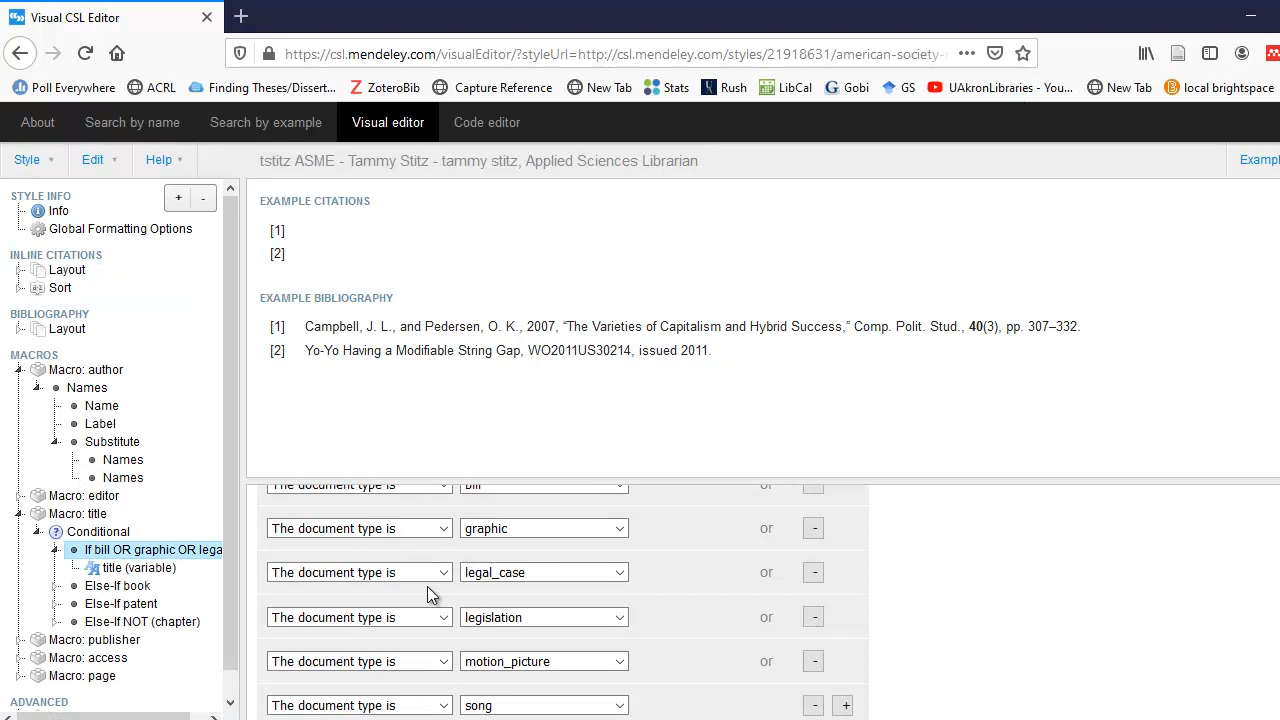 Visual CSL Editor
https://csl.mendeley.com/visualEditor/?styleUrl=http://csl.mendeley.com/styles/21918631/american-society-
Poll Everywhere ACRL Finding Theses/Dissert... ZoteroBib Couture Reference New Tab Stats Rush LibCal Gobi GS UAkronLibraries - You... New Tab local brightspace
About Search by name Search by example Visual editor Code editor
Style Edit Help tstitz ASME - Tammy Stitz - tammy stitz, Applied Sciences Librarian Exampl
STYLE INFO + -
Info
Global Formatting Options
INLINE CITATIONS
Layout
Sort
BIBLIOGRAPHY
Layout
MACROS
Macro: author
Names
Name
Label
Substitute
Names
Names
Macro: editor
Macro: title
Conditional
If bill OR graphic OR lega
title (variable)
Else-If book
Else-If patent
Else-If NOT (chapter)
Macro: publisher
Macro: access
Macro: page
ADVANCED
EXAMPLE CITATIONS
[1]
[2]
EXAMPLE BIBLIOGRAPHY
[1] Campbell, J. L., and Pedersen, O. K., 2007, “The Varieties of Capitalism and Hybrid Success,” Comp. Polit. Stud., 40(3), pp. 307–332.
[2] Yo-Yo Having a Modifiable String Gap, WO2011US30214, issued 2011.
The document type is bill or -
The document type is graphic or -
The document type is legal_case or -
The document type is legislation or -
The document type is motion_picture or -
The document type is song - +